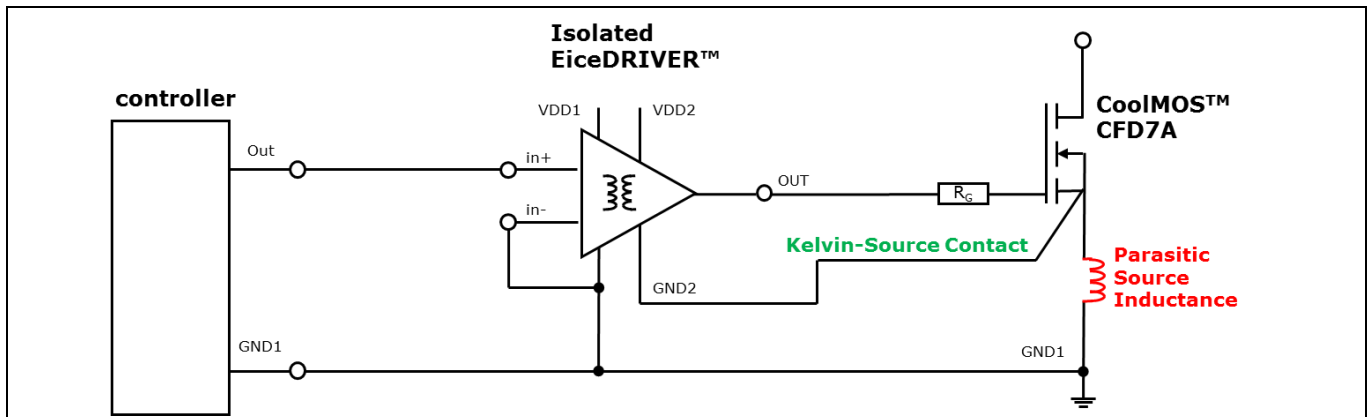 Isolated
EiceDRIVER™
controller
VDD1
VDD2
CoolMOS™
CFD7A
Out
in+
OUT
in-
RG
Kelvin-Source Contact
Parasitic
Source
Inductance
GND2
GND1
GND1